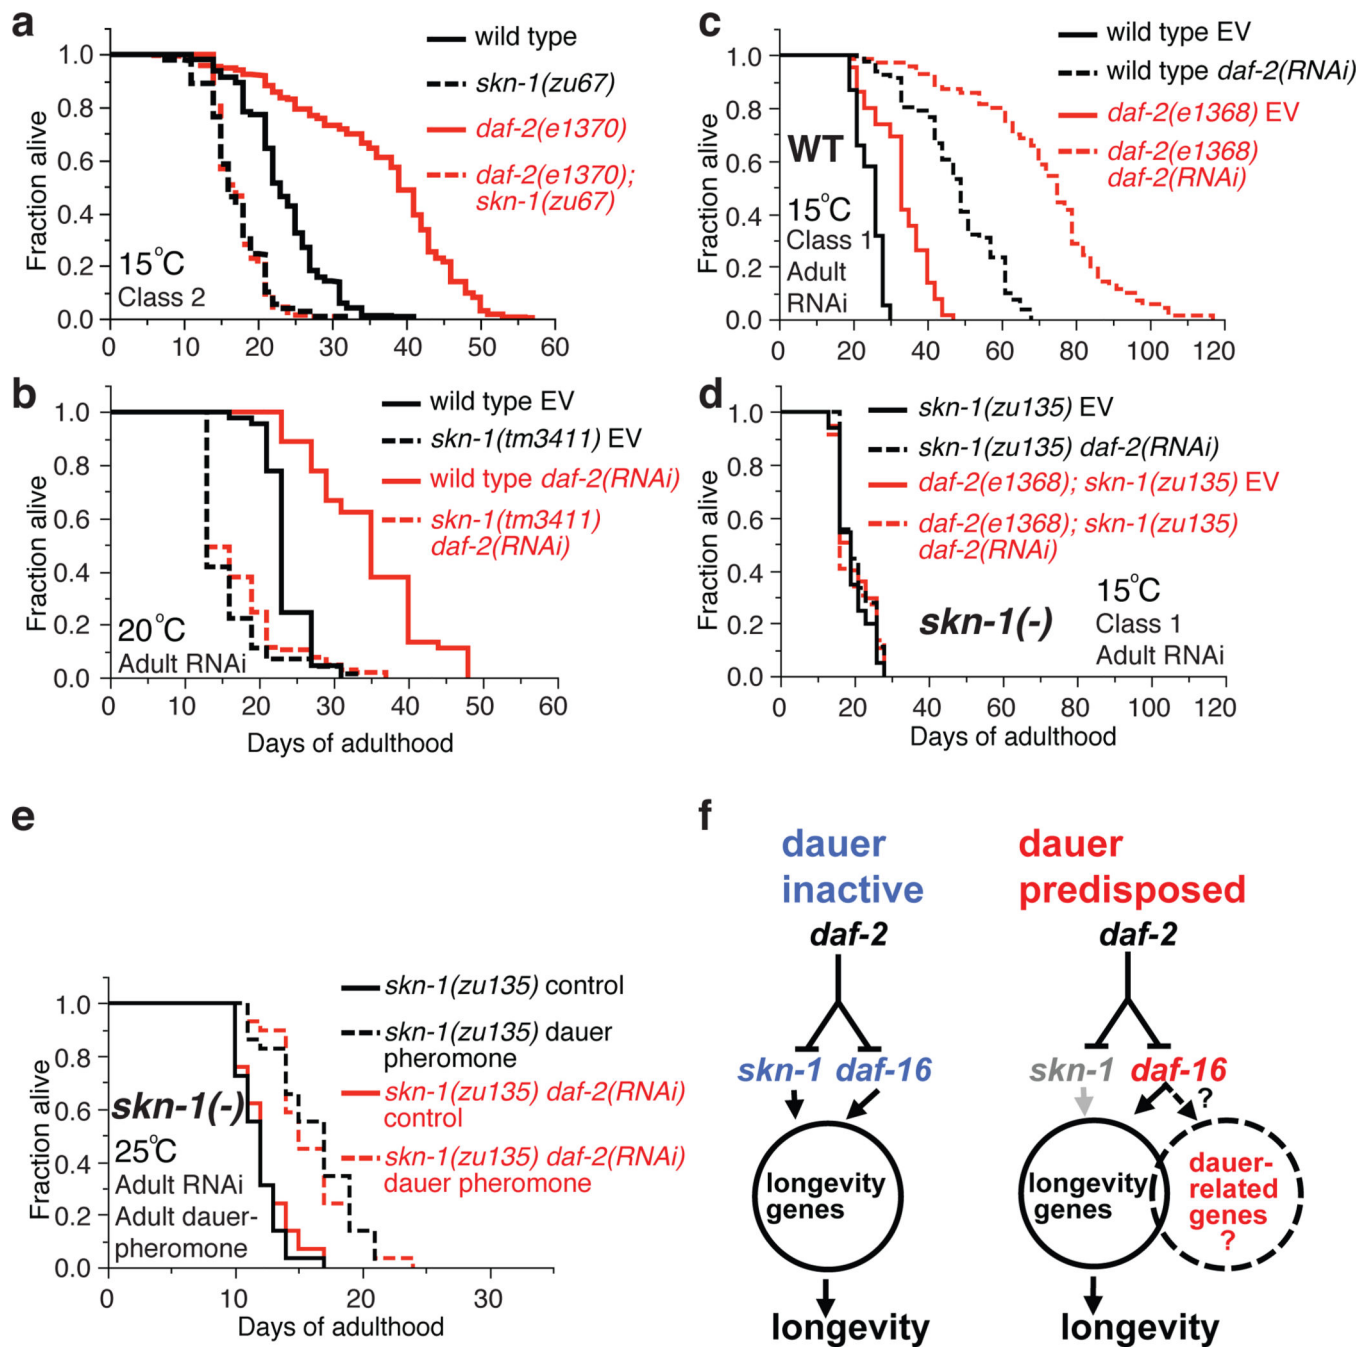 a
wild type
skn-1(zu67)
daf-2(e1370)
daf-2(e1370);
skn-1(zu67)
Fraction alive
1.0
0.8
0.6
0.4
0.2
0.0
15°C
Class 2
0 10 20 30 40 50 60
b
wild type EV
skn-1(tm3411) EV
wild type daf-2(RNAi)
skn-1(tm3411)
daf-2(RNAi)
Fraction alive
1.0
0.8
0.6
0.4
0.2
0.0
20°C
Adult RNAi
0 10 20 30 40 50 60
Days of adulthood
c
wild type EV
wild type daf-2(RNAi)
daf-2(e1368) EV
daf-2(e1368)
daf-2(RNAi)
Fraction alive
1.0
0.8
0.6
0.4
0.2
0.0
WT
15°C
Class 1
Adult
RNAi
0 20 40 60 80 100 120
d
skn-1(zu135) EV
skn-1(zu135) daf-2(RNAi)
daf-2(e1368); skn-1(zu135) EV
daf-2(e1368); skn-1(zu135)
daf-2(RNAi)
Fraction alive
1.0
0.8
0.6
0.4
0.2
0.0
skn-1(-)
15°C
Class 1
Adult RNAi
0 20 40 60 80 100 120
Days of adulthood
e
skn-1(zu135) control
skn-1(zu135) dauer
pheromone
skn-1(zu135) daf-2(RNAi)
control
skn-1(zu135) daf-2(RNAi)
dauer pheromone
Fraction alive
1.0
0.8
0.6
0.4
0.2
0.0
skn-1(-)
25°C
Adult RNAi
Adult dauer-
pheromone
0 10 20 30
Days of adulthood
f
dauer
inactive
daf-2
skn-1 daf-16
longevity
genes
longevity
dauer
predisposed
daf-2
skn-1 daf-16
?
longevity
genes
dauer-
related
genes
?
longevity